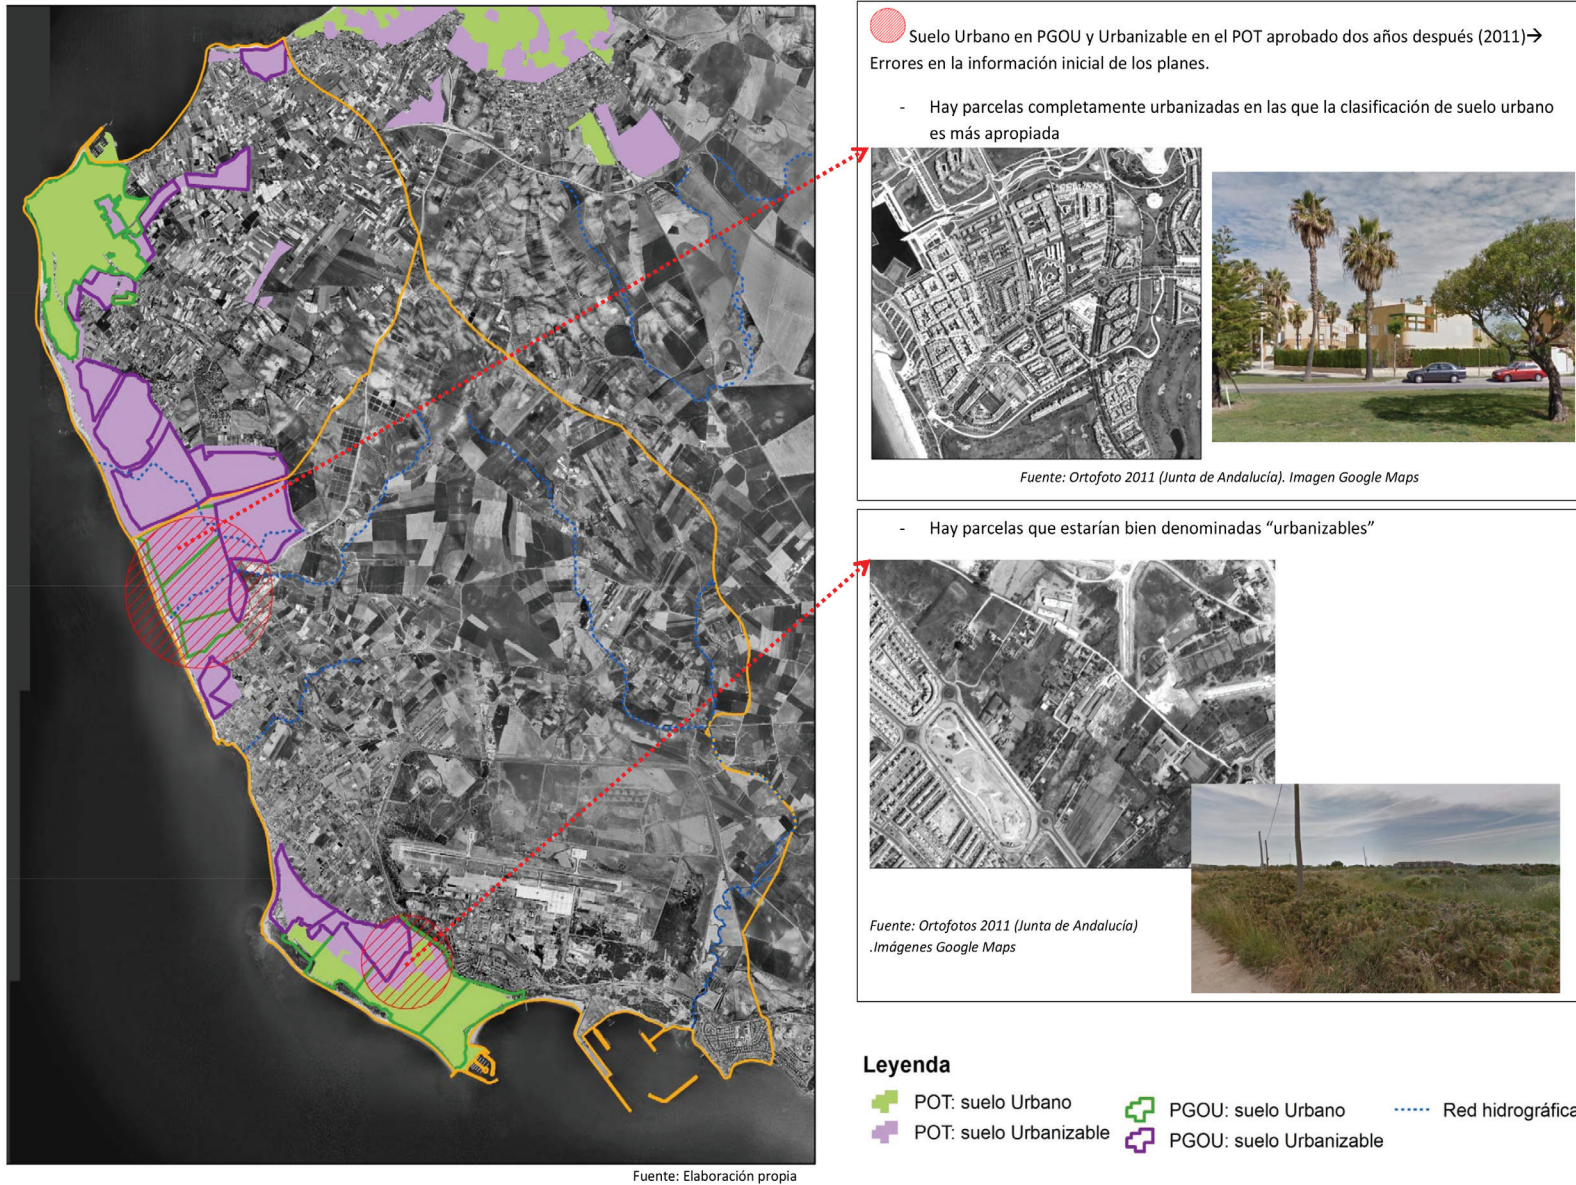 Suelo Urbano en PGOU y Urbanizable en el POT aprobado dos años después (2011)→
Errores en la información inicial de los planes.
- Hay parcelas completamente urbanizadas en las que la clasificación de suelo urbano
es más apropiada
Fuente: Ortofoto 2011 (Junta de Andalucía). Imagen Google Maps
- Hay parcelas que estarían bien denominadas “urbanizables”
Fuente: Ortofotos 2011 (Junta de Andalucía)
.Imágenes Google Maps
Leyenda
POT: suelo Urbano
POT: suelo Urbanizable
PGOU: suelo Urbano
PGOU: suelo Urbanizable
Red hidrográfica
Fuente: Elaboración propia